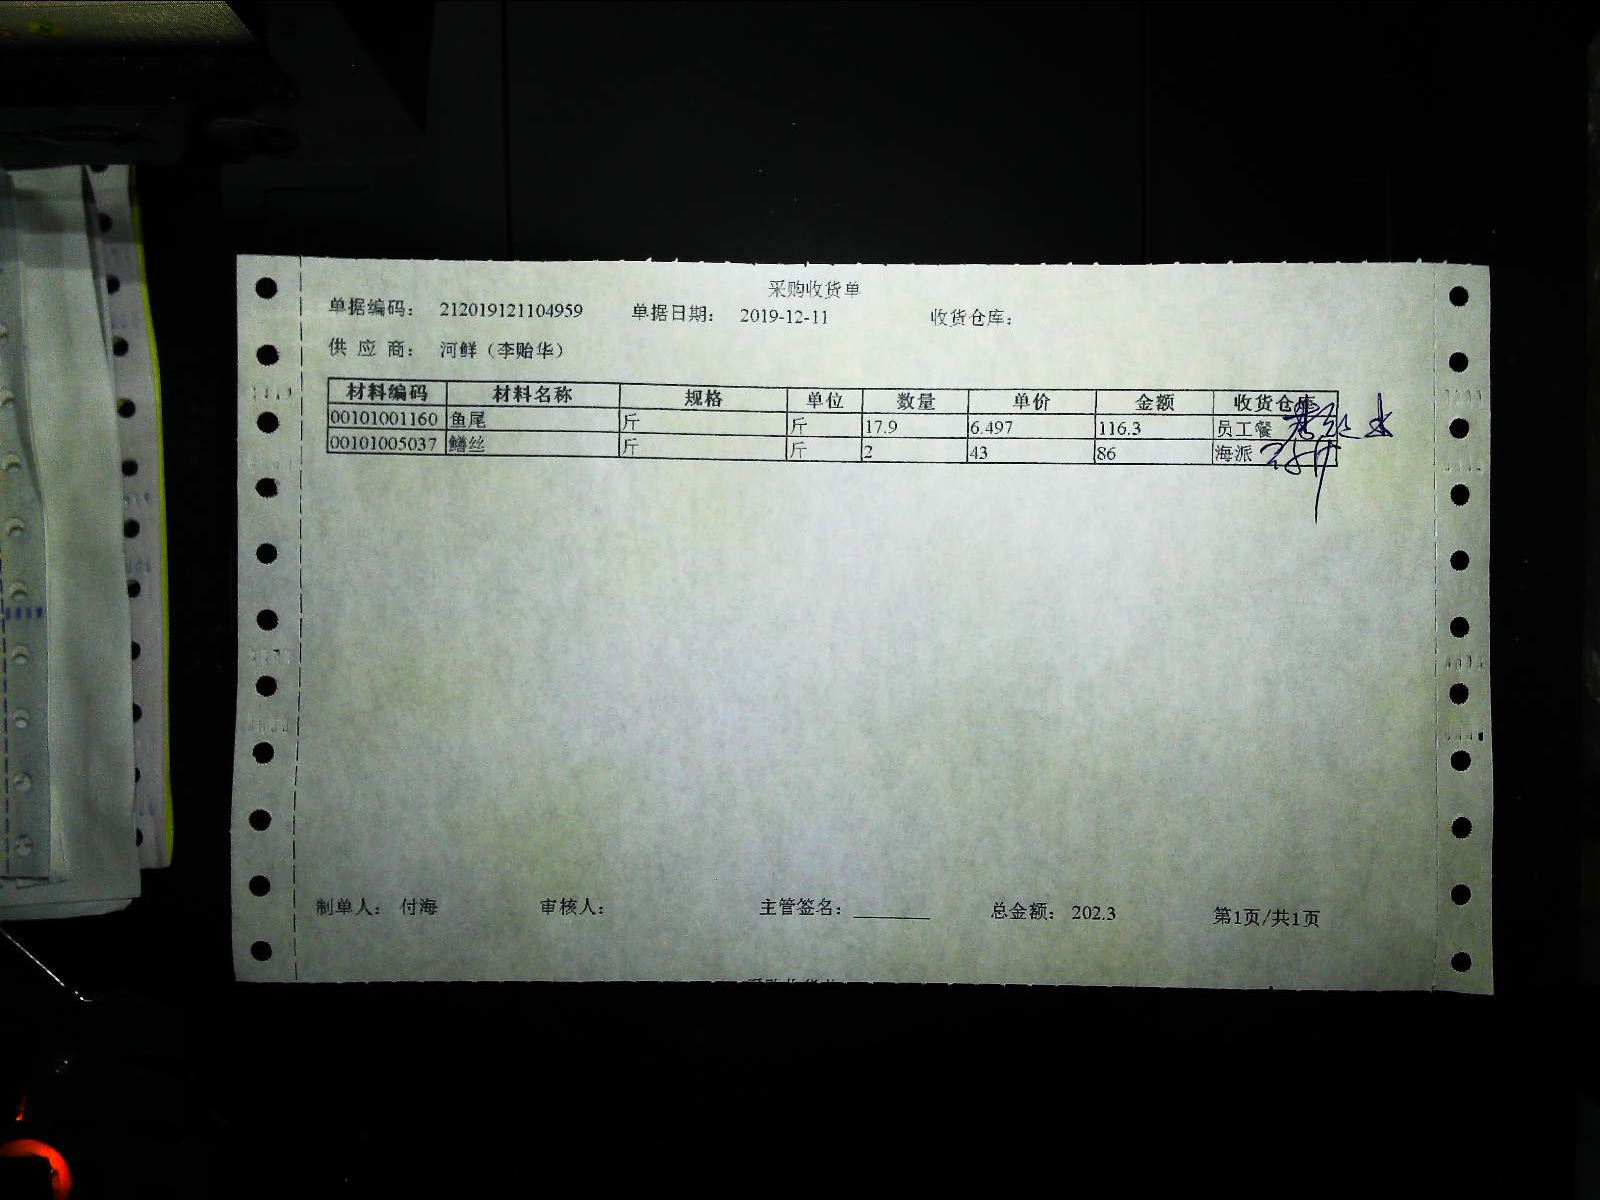 采购收货单
单据编码: 212019121104959 单据日期: 2019-12-11 收货仓库:
供 应 商: 河鲜（李贻华）
材料编码 材料名称 规格 单位 数量 单价 金额 收货仓库
00101001160 鱼尾 斤 斤 17.9 6.497 116.3 员工餐
00101005037 鳝丝 斤 斤 2 43 86 海派
制单人: 付海 审核人: 主管签名: 总金额: 202.3 第1页/共1页